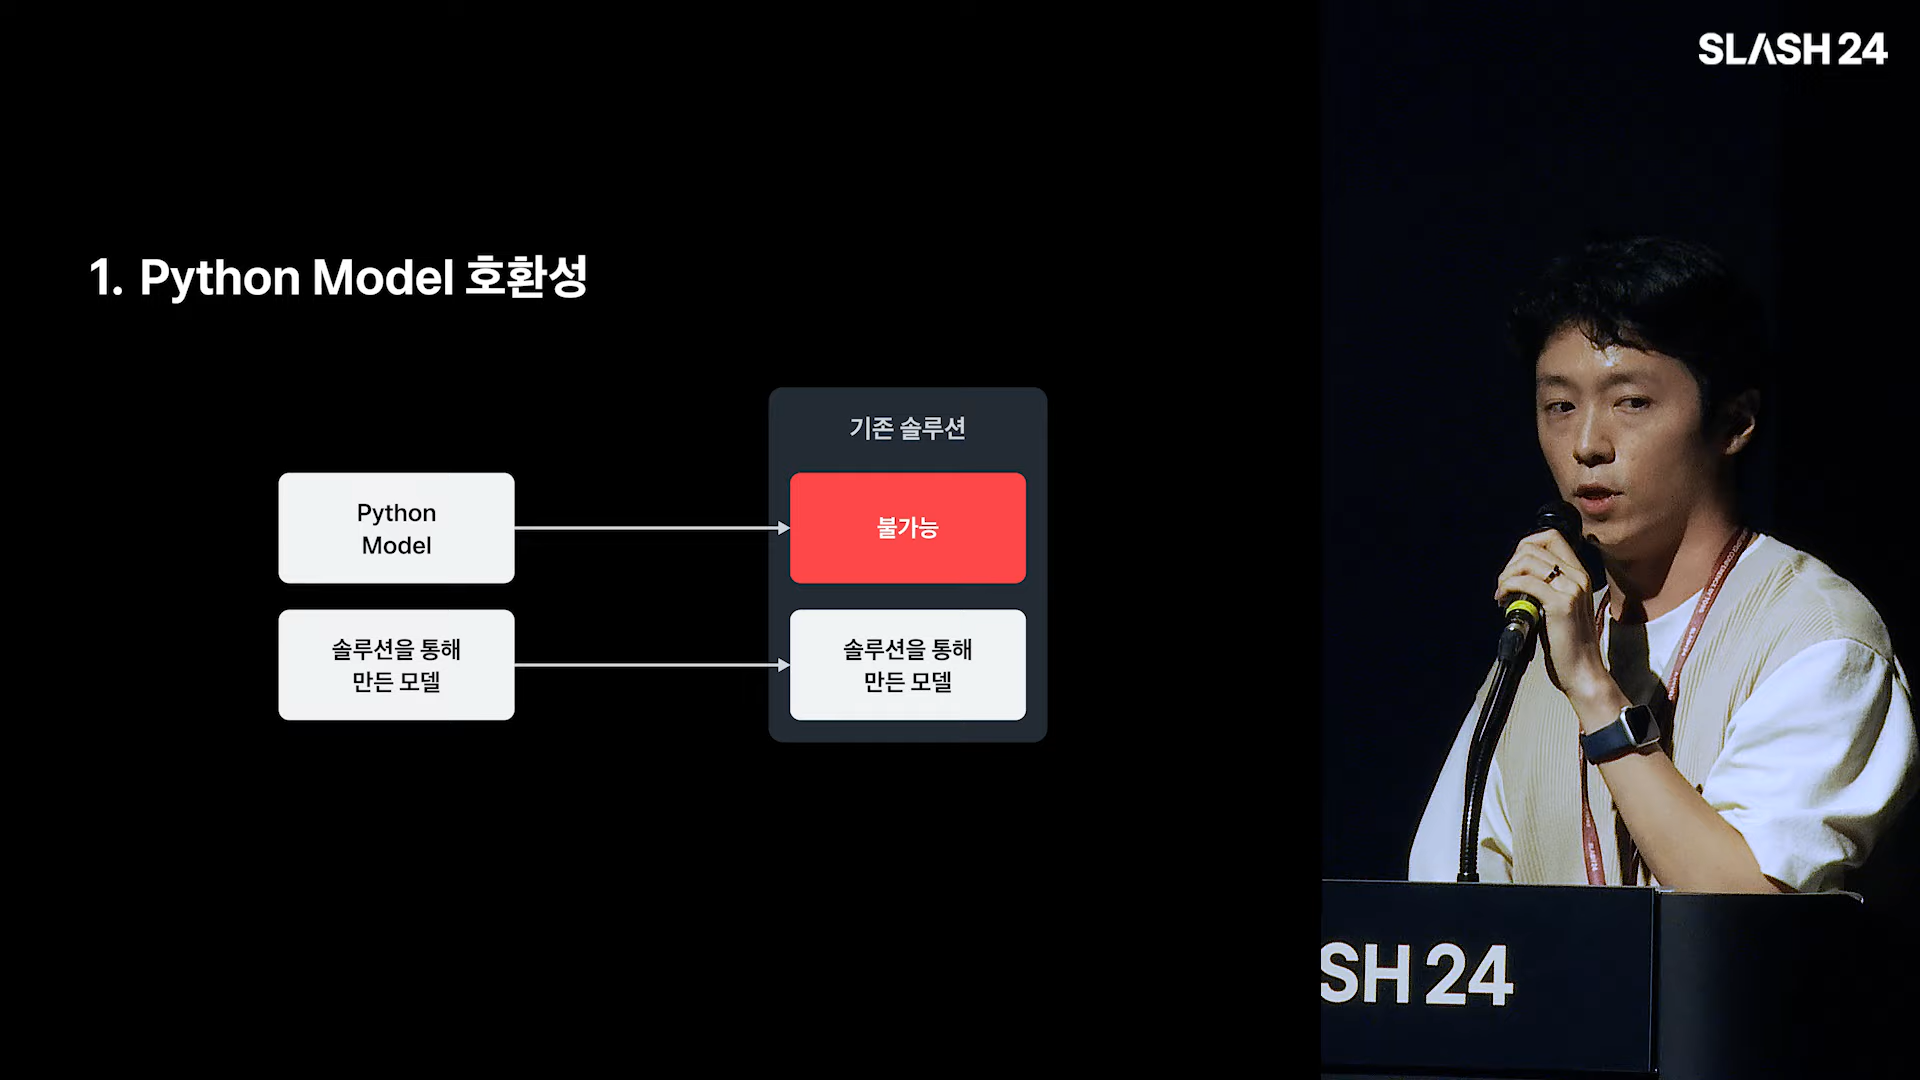 SLASH 24
1. Python Model 호환성
기존 솔루션
Python
Model
불가능
솔루션을 통해
만든 모델
솔루션을 통해
만든 모델
SH 24